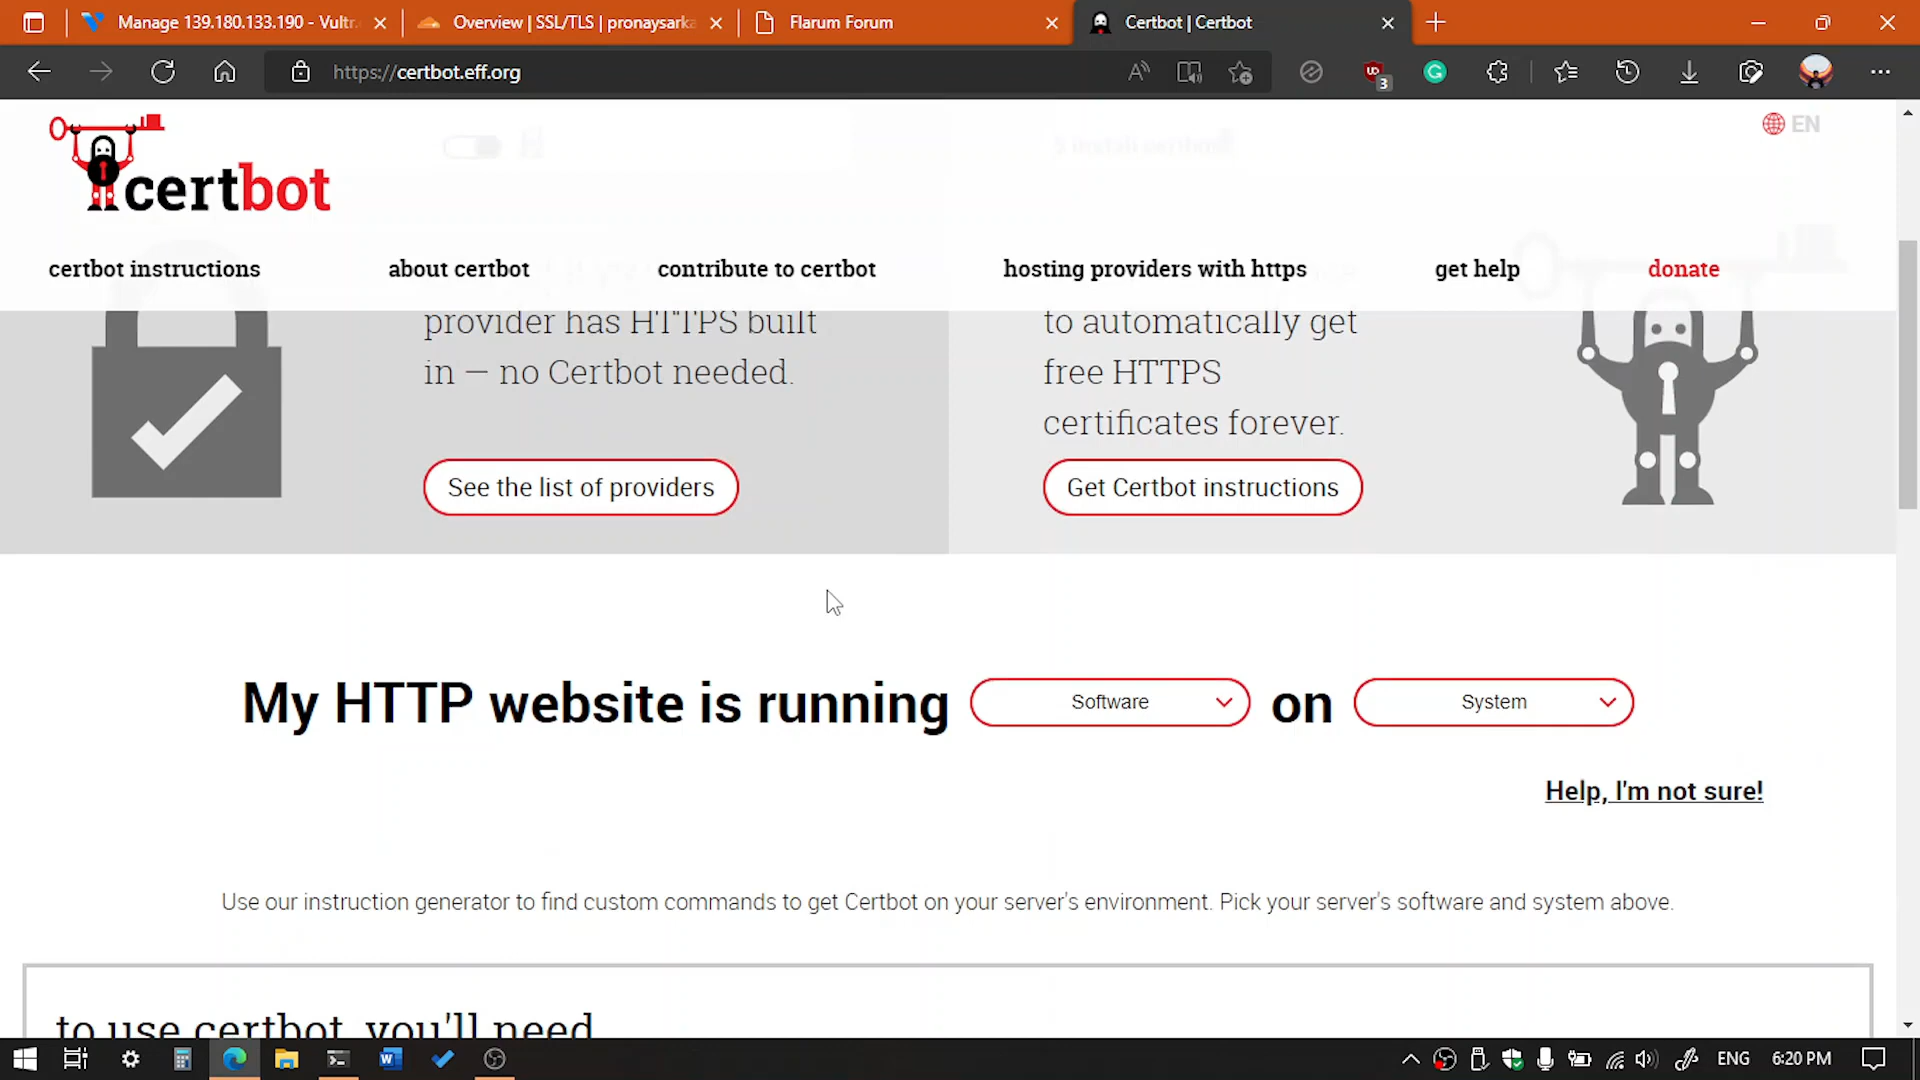 Manage 139.180.133.190 - Vultr.
Overview | SSL/TLS | pronaysarka
Flarum Forum
Certbot | Certbot
https://certbot.eff.org
3
certbot
EN
certbot instructions
about certbot
contribute to certbot
hosting providers with https
get help
donate
provider has HTTPS built
in — no Certbot needed.
See the list of providers
to automatically get
free HTTPS
certificates forever.
Get Certbot instructions
My HTTP website is running
Software
on
System
Help, I'm not sure!
Use our instruction generator to find custom commands to get Certbot on your server's environment. Pick your server's software and system above.
to use certbot, you'll need
ENG
6:20 PM